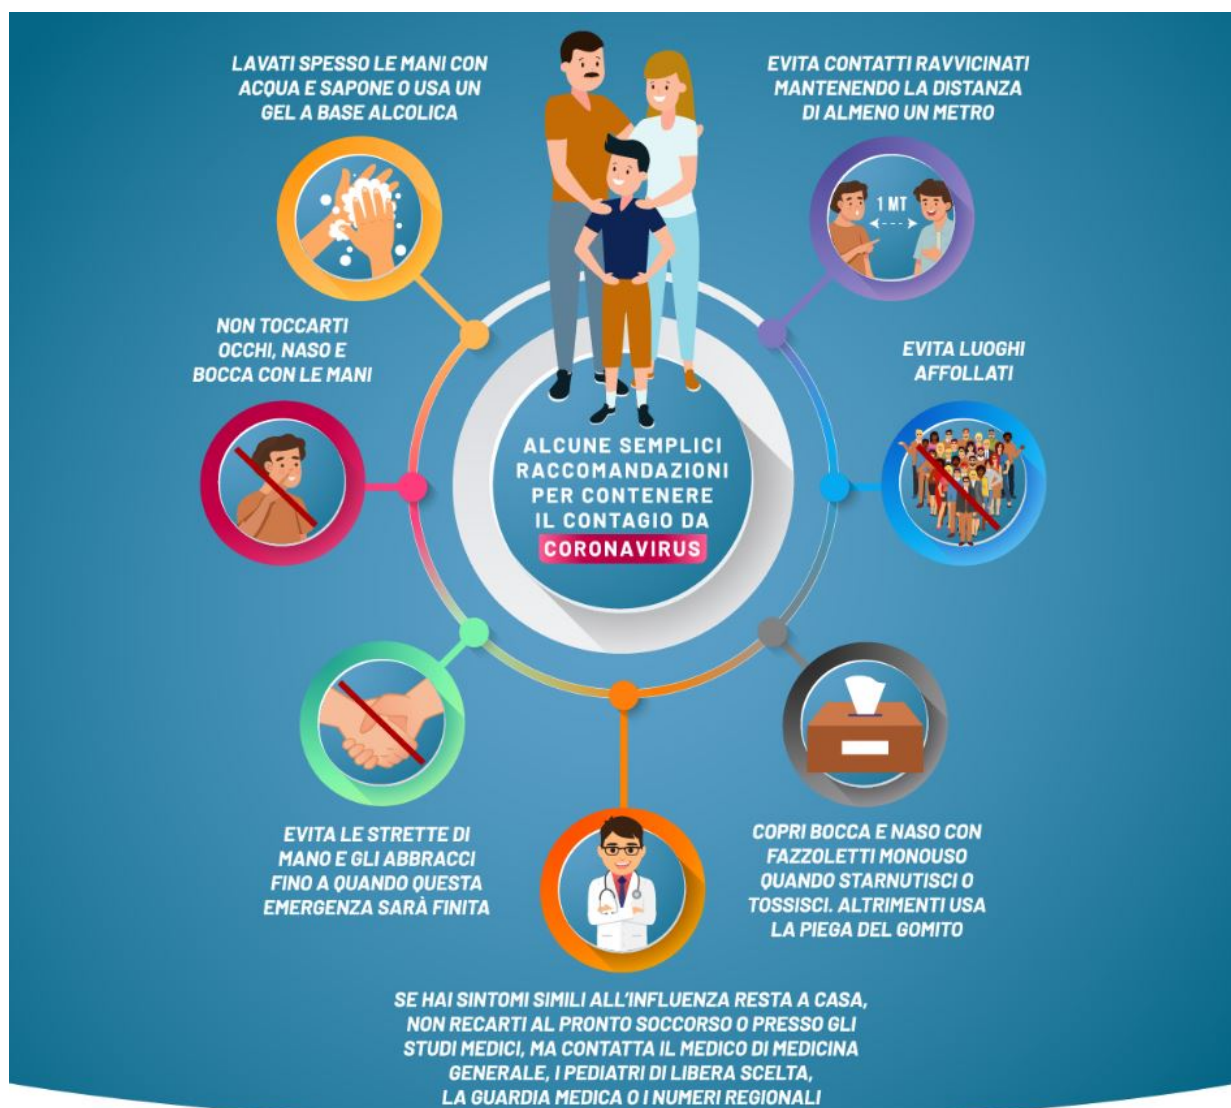 LAVATI SPESSO LE MANI CON
ACQUA E SAPONE O USA UN
GEL A BASE ALCOLICA
EVITA CONTATTI RAVVICINATI
MANTENENDO LA DISTANZA
DI ALMENO UN METRO
1 MT
NON TOCCARTI
OCCHI, NASO E
BOCCA CON LE MANI
EVITA LUOGHI
AFFOLLATI
ALCUNE SEMPLICI
RACCOMANDAZIONI
PER CONTENERE
IL CONTAGIO DA
CORONAVIRUS
EVITA LE STRETTE DI
MANO E GLI ABBRACCI
FINO A QUANDO QUESTA
EMERGENZA SARÀ FINITA
COPRI BOCCA E NASO CON
FAZZOLETTI MONOUSO
QUANDO STARNUTISCI O
TOSSISCI. ALTRIMENTI USA
LA PIEGA DEL GOMITO
SE HAI SINTOMI SIMILI ALL'INFLUENZA RESTA A CASA,
NON RECARTI AL PRONTO SOCCORSO O PRESSO GLI
STUDI MEDICI, MA CONTATTA IL MEDICO DI MEDICINA
GENERALE, I PEDIATRI DI LIBERA SCELTA,
LA GUARDIA MEDICA O I NUMERI REGIONALI